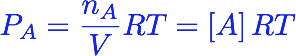 P_A = \frac{n_A}{V} RT = [A] RT